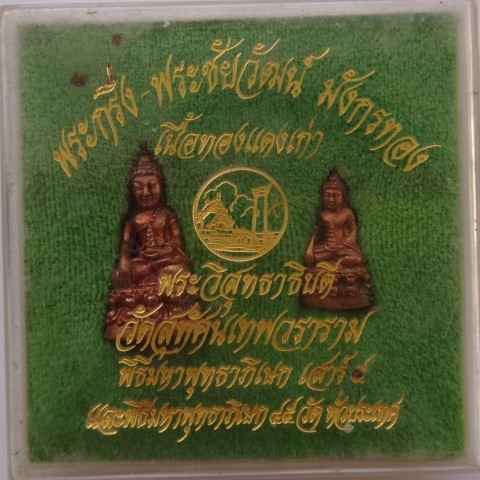 พระกริ่ง-พระชัยวัฒน์ มังกรทอง
เนื้อทองแดงเก่า
พระวิสุทธาธิบดี
วัดสุทัศนเทพวราราม
พิธีมหาพุทธาภิเษก เสาร์ ๕
และพิธีมหาพุทธาภิเษก ๔๕ วัด ทั่วประเทศ